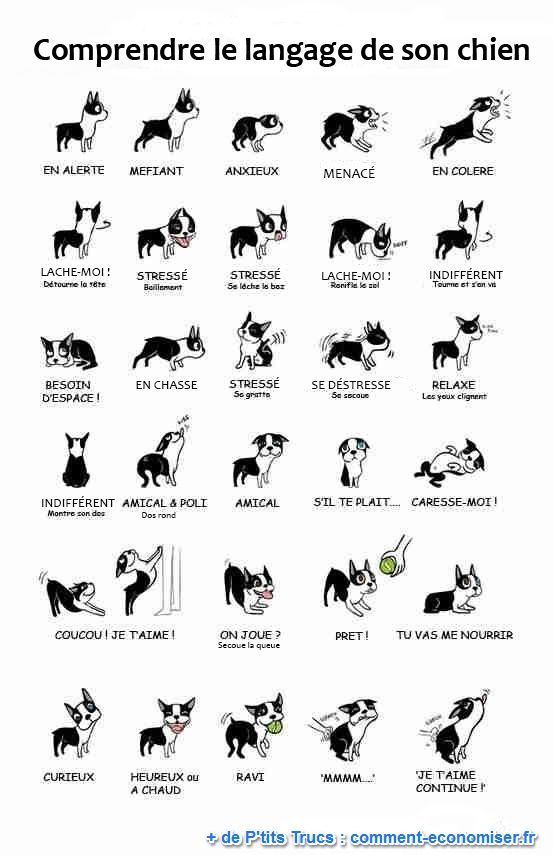 Comprendre le langage de son chien
EN ALERTE
MEFIANT
ANXIEUX
MENACÉ
EN COLERE
LACHE-MOI !
Détourne la tête
STRESSÉ
Baillement
STRESSÉ
Se lèche le baz
SNIFF
LACHE-MOI !
Renifle le sol
INDIFFÉRENT
Tourne et s'en va
BESOIN
D'ESPACE !
EN CHASSE
STRESSÉ
Se gratte
SE DÉSTRESSE
Se secoue
RELAXE
Les yeux clignent
INDIFFÉRENT
Montre son dos
AMICAL & POLI
Dos rond
AMICAL
S'IL TE PLAIT....
CARESSE-MOI !
COUCOU ! JE T'AIME !
ON JOUE ?
Secoue la queue
PRET !
TU VAS ME NOURRIR
CURIEUX
HEUREUX ou
A CHAUD
RAVI
'MMMM....'
'JE T'AIME
CONTINUE !'
+ de P'tits Trucs : comment-economiser.fr